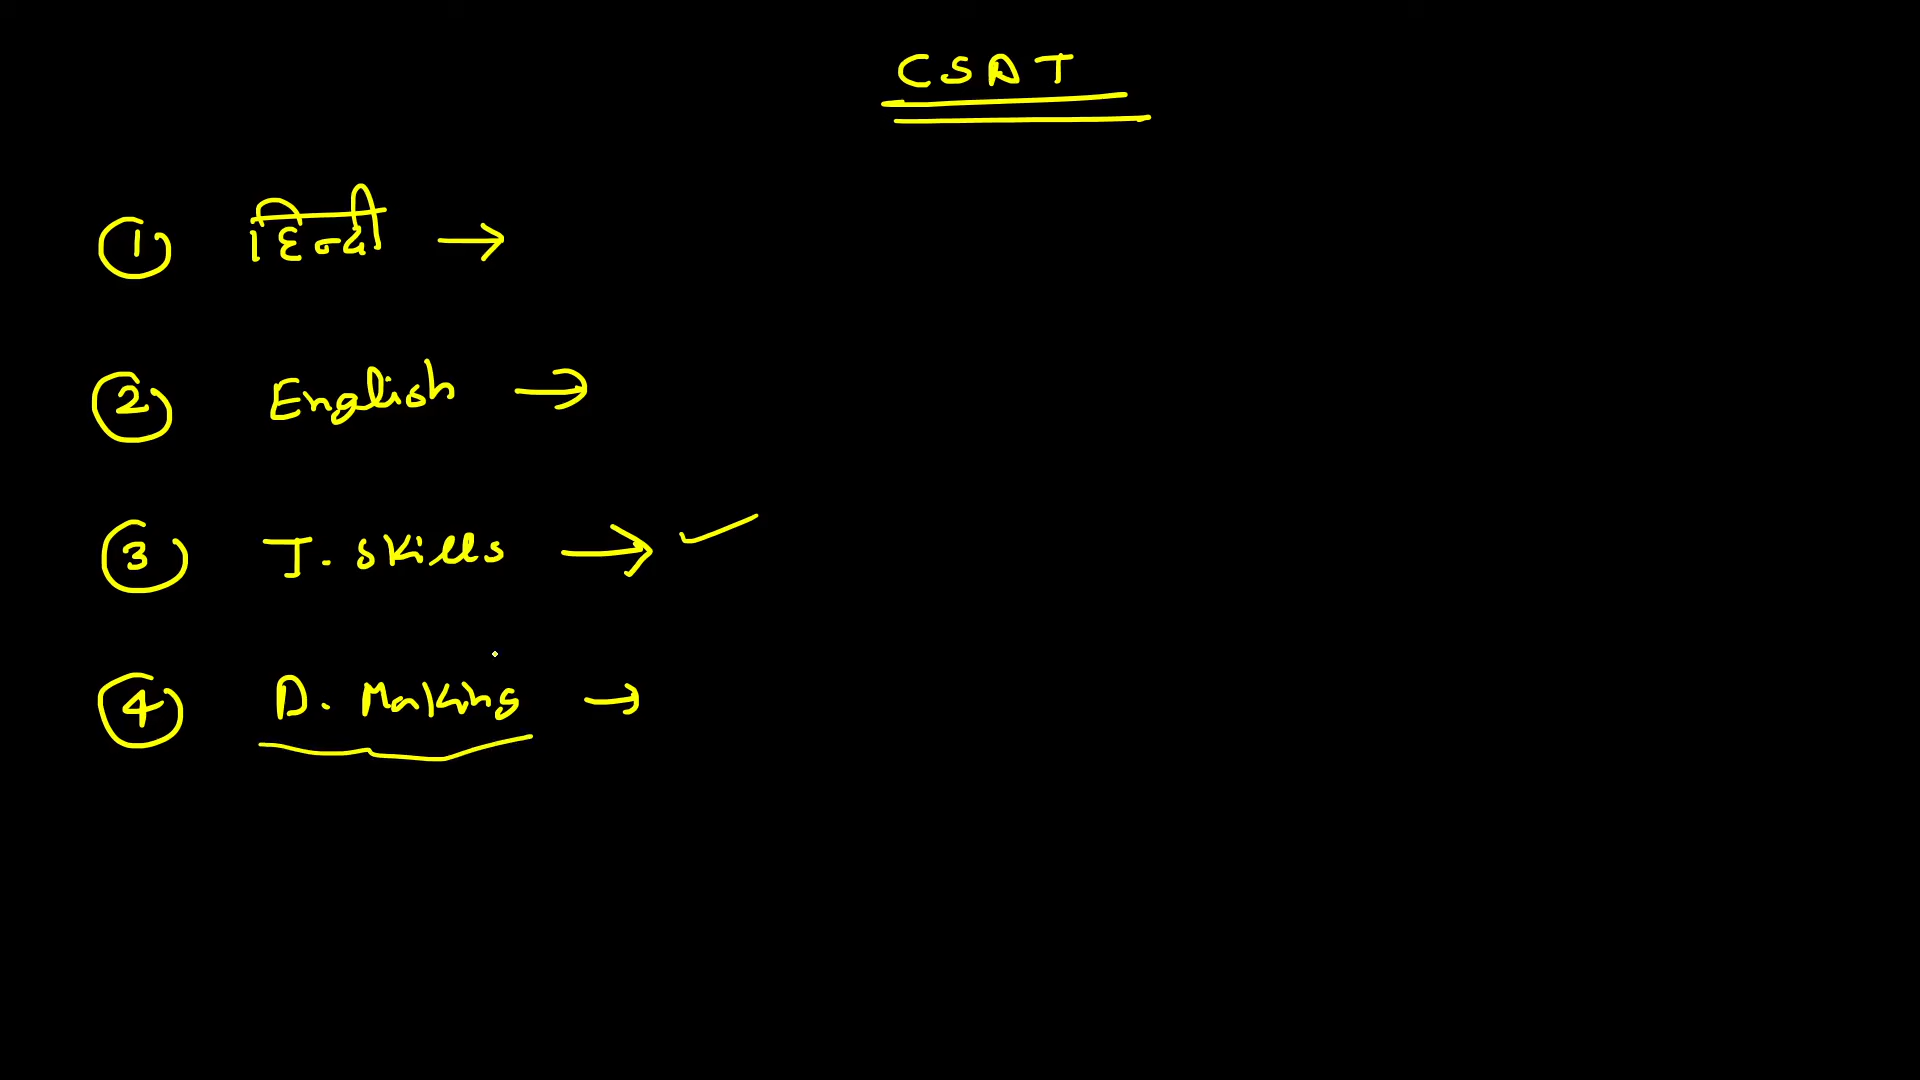 CSAT
① हिन्दी →
② English →
③ I. Skills → ✓
④ D. Making →